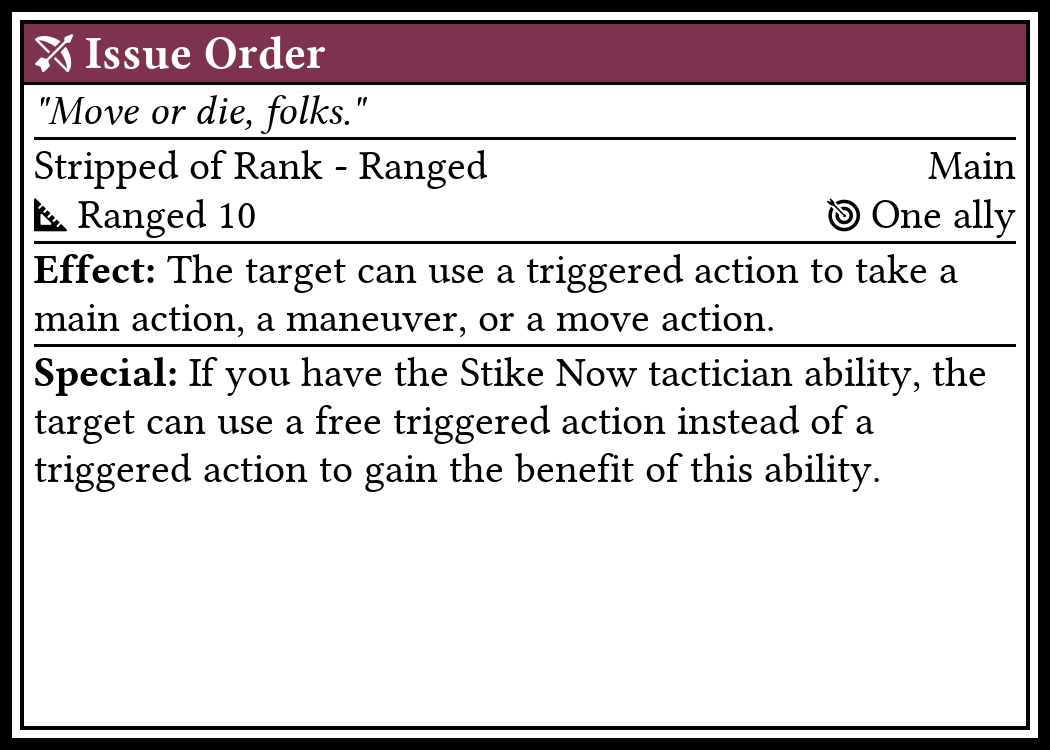 Issue Order
"Move or die, folks."
Stripped of Rank - Ranged Main
Ranged 10 One ally
Effect: The target can use a triggered action to take a
main action, a maneuver, or a move action.
Special: If you have the Stike Now tactician ability, the
target can use a free triggered action instead of a
triggered action to gain the benefit of this ability.